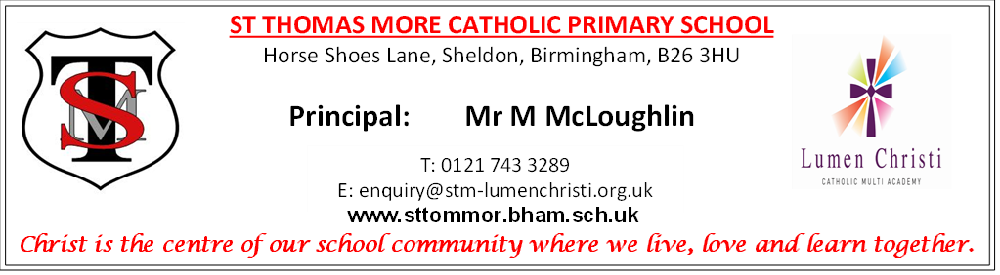 ST THOMAS MORE CATHOLIC PRIMARY SCHOOL
Horse Shoes Lane, Sheldon, Birmingham, B26 3HU
STM
Principal: Mr M McLoughlin
Lumen Christi
CATHOLIC MULTI ACADEMY
T: 0121 743 3289
E: enquiry@stm-lumenchristi.org.uk
www.sttommor.bham.sch.uk
Christ is the centre of our school community where we live, love and learn together.